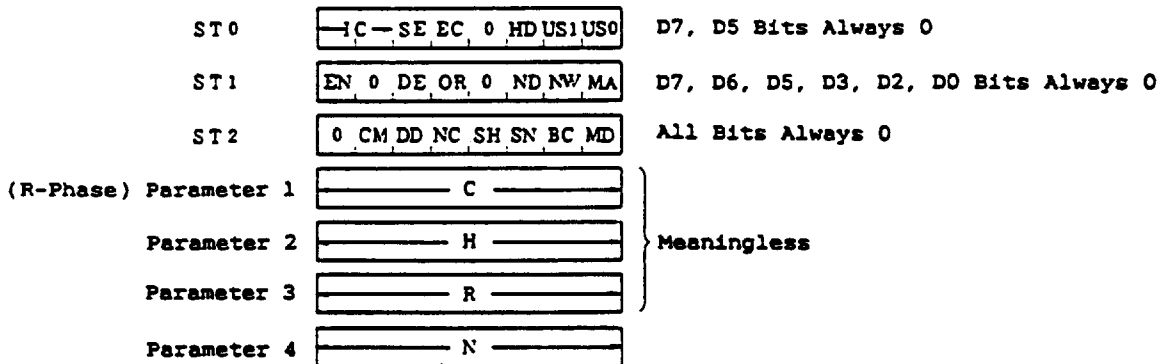 ST0 IC SE EC 0 HD US1 US0 D7, D5 Bits Always 0
ST1 EN 0 DE OR 0 ND NW MA D7, D6, D5, D3, D2, D0 Bits Always 0
ST2 0 CM DD NC SH SN BC MD All Bits Always 0
(R-Phase) Parameter 1 C
Parameter 2 H Meaningless
Parameter 3 R
Parameter 4 N